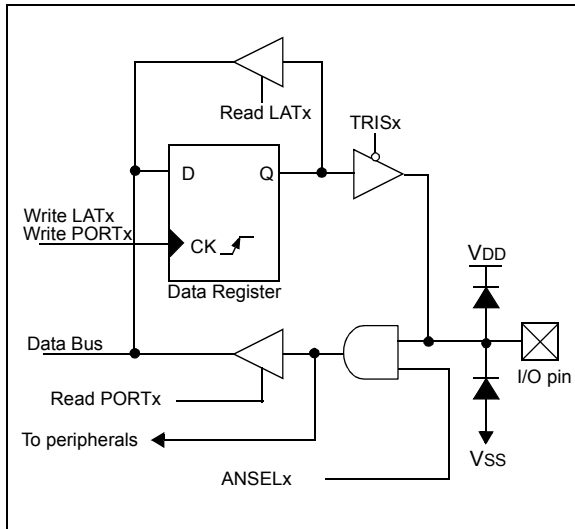 Read LATx
TRISx
D Q
Write LATx
Write PORTx
CK
VDD
Data Register
Data Bus
I/O pin
Read PORTx
To peripherals
VSS
ANSELx